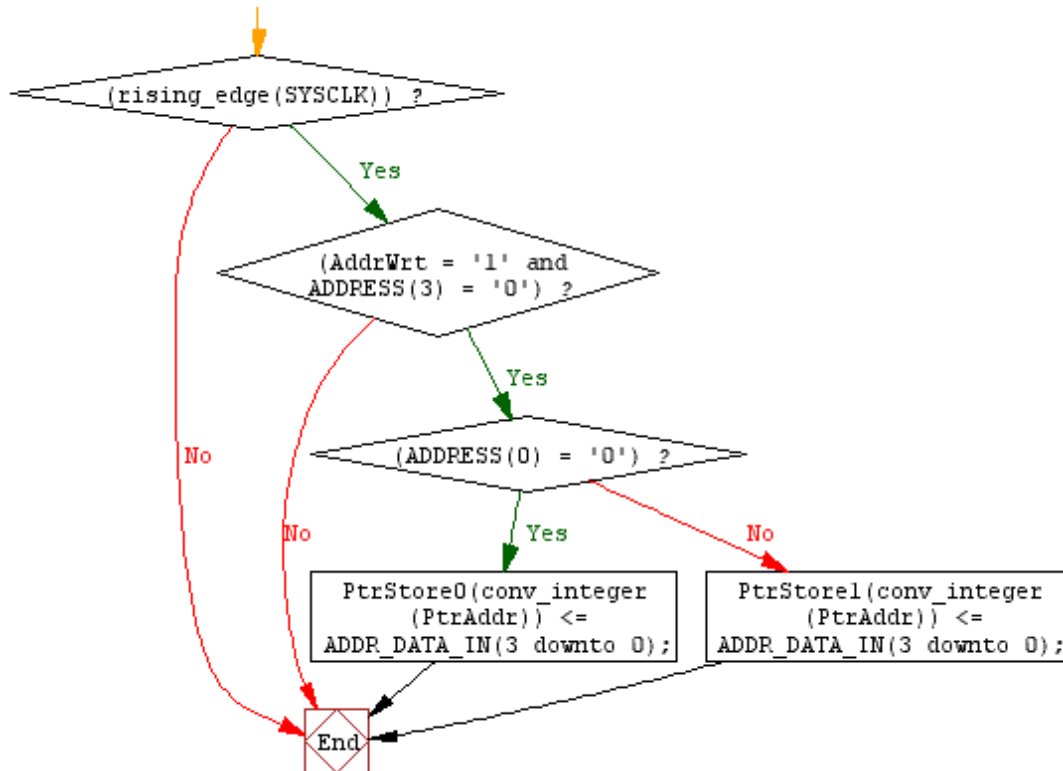 (rising_edge(SYSCLK)) ?
Yes
(AddrWrt = '1' and
ADDRESS(3) = '0') ?
Yes
(ADDRESS(0) = '0') ?
No
No
Yes
No
PtrStore0(conv_integer
(PtrAddr)) <=
ADDR_DATA_IN(3 downto 0);
PtrStore1(conv_integer
(PtrAddr)) <=
ADDR_DATA_IN(3 downto 0);
End